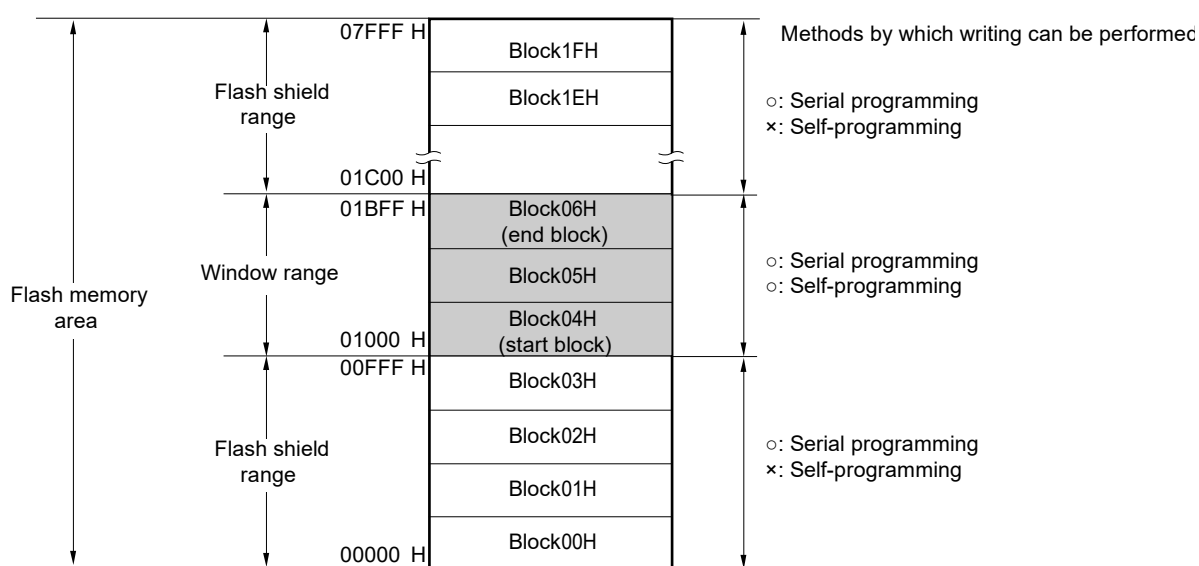 07FFF H
Methods by which writing can be performed
Block1FH
Flash shield
range
Block1EH
○: Serial programming
×: Self-programming
01C00 H
01BFF H
Block06H
(end block)
Window range
Block05H
○: Serial programming
○: Self-programming
Flash memory
area
Block04H
(start block)
01000 H
00FFF H
Block03H
Flash shield
range
Block02H
○: Serial programming
×: Self-programming
Block01H
Block00H
00000 H